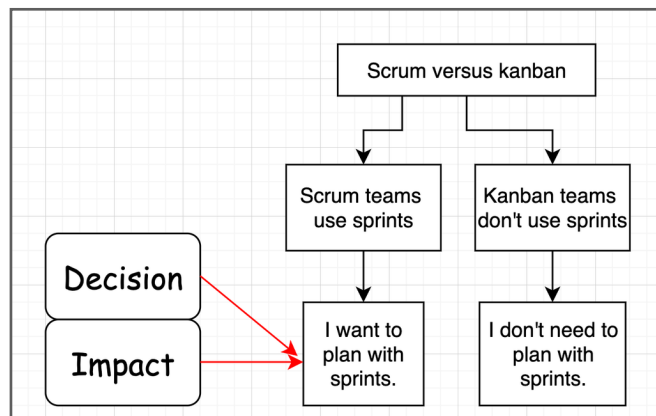 Scrum versus kanban
Scrum teams
use sprints
Kanban teams
don't use sprints
Decision
Impact
I want to
plan with
sprints.
I don't need to
plan with
sprints.